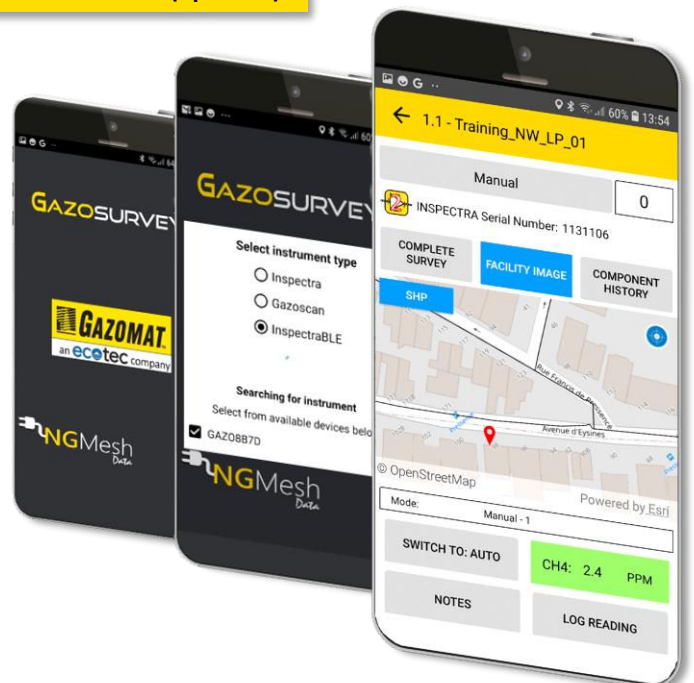 GAZOSURVEY
GAZOMAT
an ecotec company
NGMesh
Data
GAZOSURVEY
Select instrument type
Inspectra
Gazoscan
InspectraBLE
Searching for instrument
Select from available devices belo
GAZO8B7D
NGMesh
Data
60% 13:54
1.1 - Training_NW_LP_01
Manual
0
INSPECTRA Serial Number: 1131106
COMPLETE
SURVEY
FACILITY IMAGE
COMPONENT
HISTORY
SHP
Rue Francis de Pressensé
Avenue d'Eysines
© OpenStreetMap
Powered by Esri
Mode:
Manual - 1
SWITCH TO: AUTO
CH4: 2.4 PPM
NOTES
LOG READING